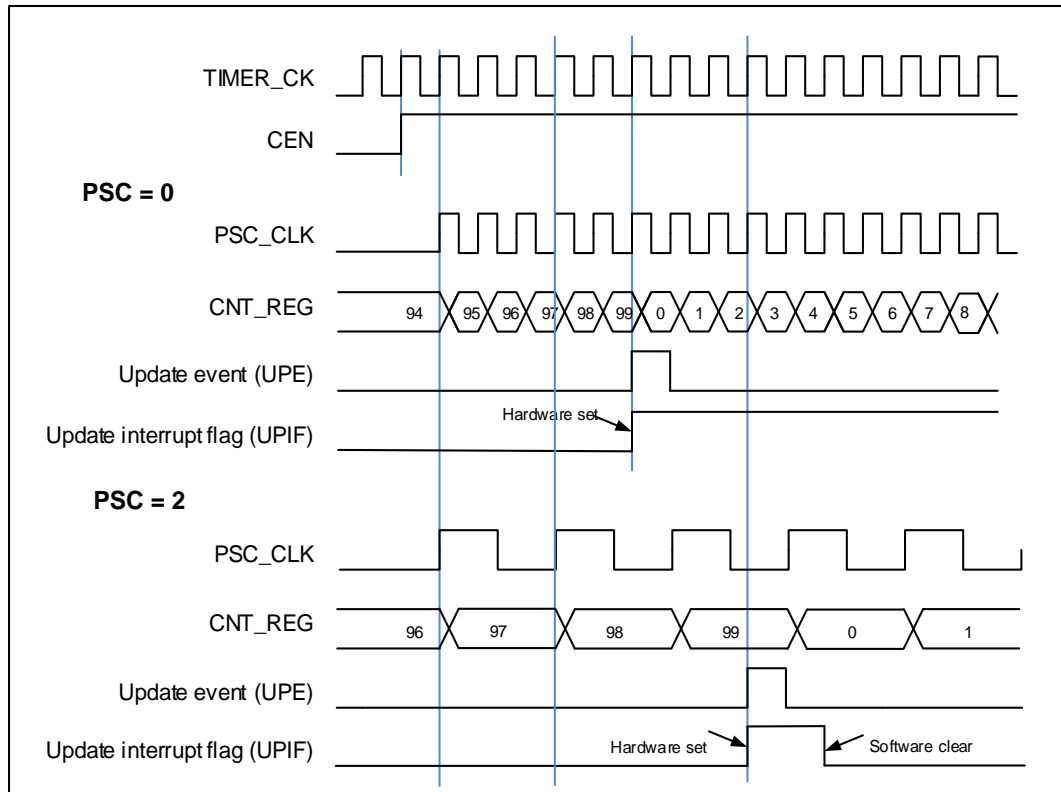 TIMER_CK
CEN
PSC = 0
PSC_CLK
CNT_REG 94 95 96 97 98 99 0 1 2 3 4 5 6 7 8
Update event (UPE)
Hardware set
Update interrupt flag (UPIF)
PSC = 2
PSC_CLK
CNT_REG 96 97 98 99 0 1
Update event (UPE)
Update interrupt flag (UPIF) Hardware set Software clear